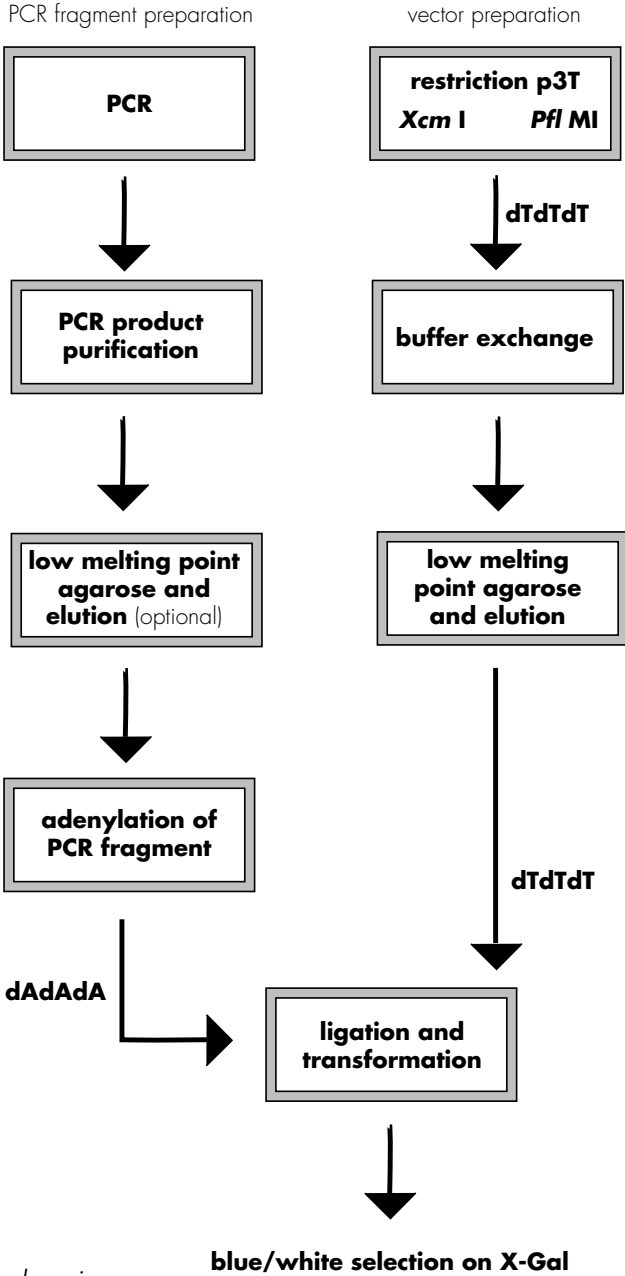 PCR fragment preparation
vector preparation
PCR
restriction p3T
Xcm I Pfl MI
dTdTdT
PCR product
purification
buffer exchange
low melting point
agarose and
elution (optional)
low melting
point agarose
and elution
adenylation of
PCR fragment
dTdTdT
dAdAdA
ligation and
transformation
blue/white selection on X-Gal